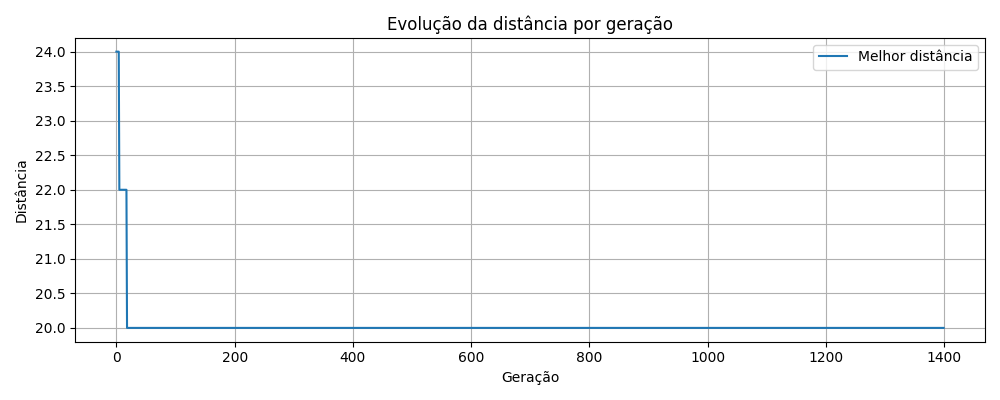 Evolução da distância por geração
Melhor distância
Distância
24.0
23.5
23.0
22.5
22.0
21.5
21.0
20.5
20.0
0 200 400 600 800 1000 1200 1400
Geração